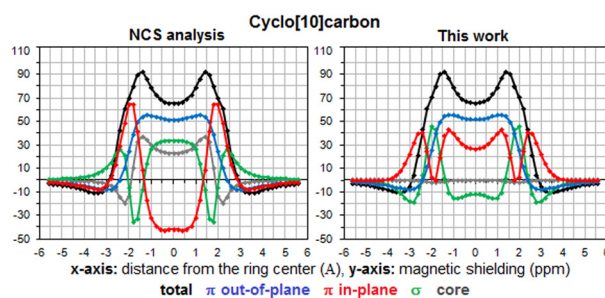 Cyclo[10]carbon
NCS analysis
This work
110
90
70
50
30
10
-10
-30
-50
-6 -5 -4 -3 -2 -1 0 1 2 3 4 5 6
110
90
70
50
30
10
-10
-30
-50
-6 -5 -4 -3 -2 -1 0 1 2 3 4 5 6
x-axis: distance from the ring center (A), y-axis: magnetic shielding (ppm)
total π out-of-plane π in-plane σ core